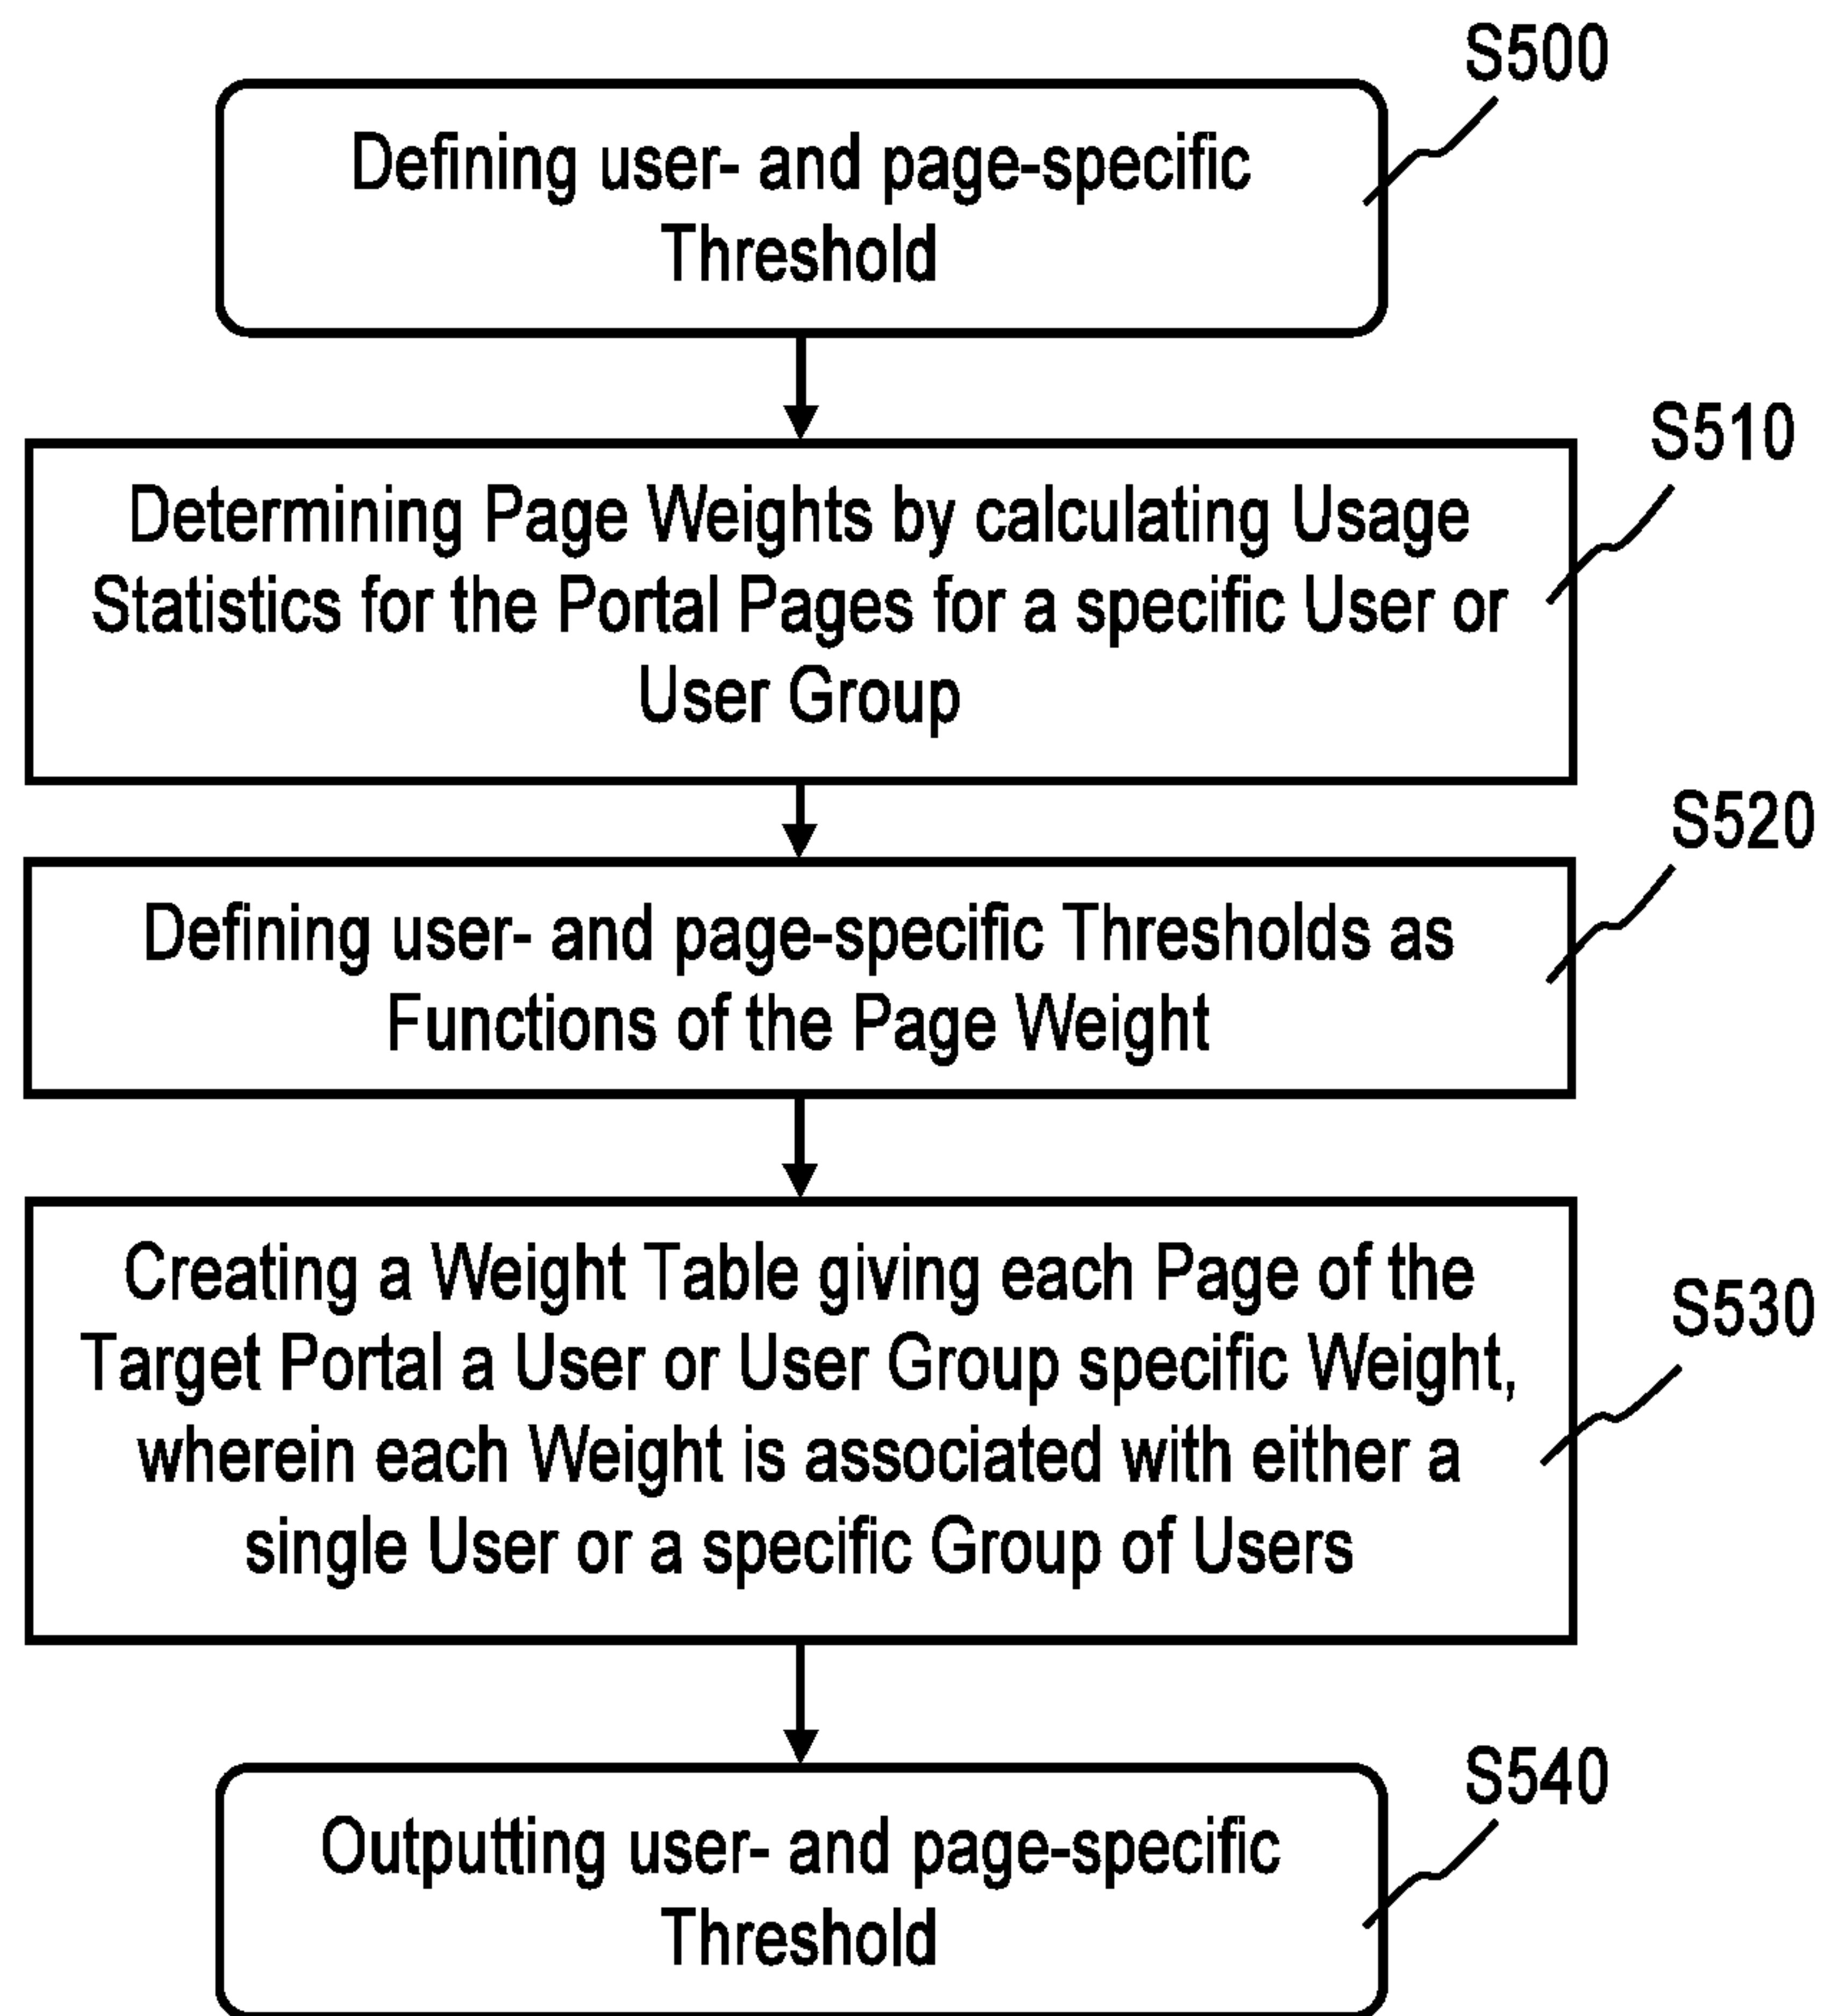 S500
Defining user- and page-specific
Threshold
S510
Determining Page Weights by calculating Usage
Statistics for the Portal Pages for a specific User or
User Group
S520
Defining user- and page-specific Thresholds as
Functions of the Page Weight
S530
Creating a Weight Table giving each Page of the
Target Portal a User or User Group specific Weight,
wherein each Weight is associated with either a
single User or a specific Group of Users
S540
Outputting user- and page-specific
Threshold